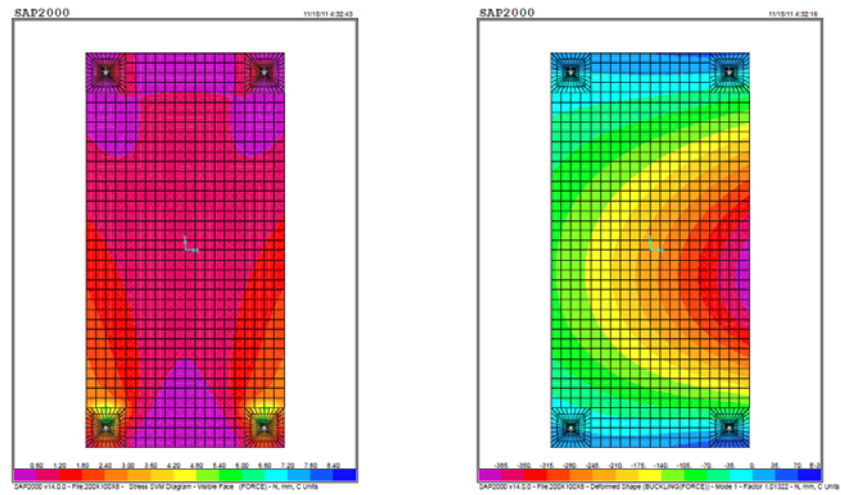 SAP2000 11/15/11 4:32:43
0.60 1.20 1.80 2.40 3.00 3.60 4.20 4.80 5.40 6.00 6.60 7.20 7.80 8.40
SAP2000 v14.0.0 - File:200X100X8 - Stress SVM Diagram - Visible Face (FORCE) - N, mm, C Units
SAP2000 11/15/11 4:32:16
-385. -350. -315. -280. -245. -210. -175. -140. -105. -70. -35. 0. 35. 70. E-3
SAP2000 v14.0.0 - File:200X100X8 - Deformed Shape (BUCKLING(FORCE)) - Mode 1 - Factor 1.01322 - N, mm, C Units